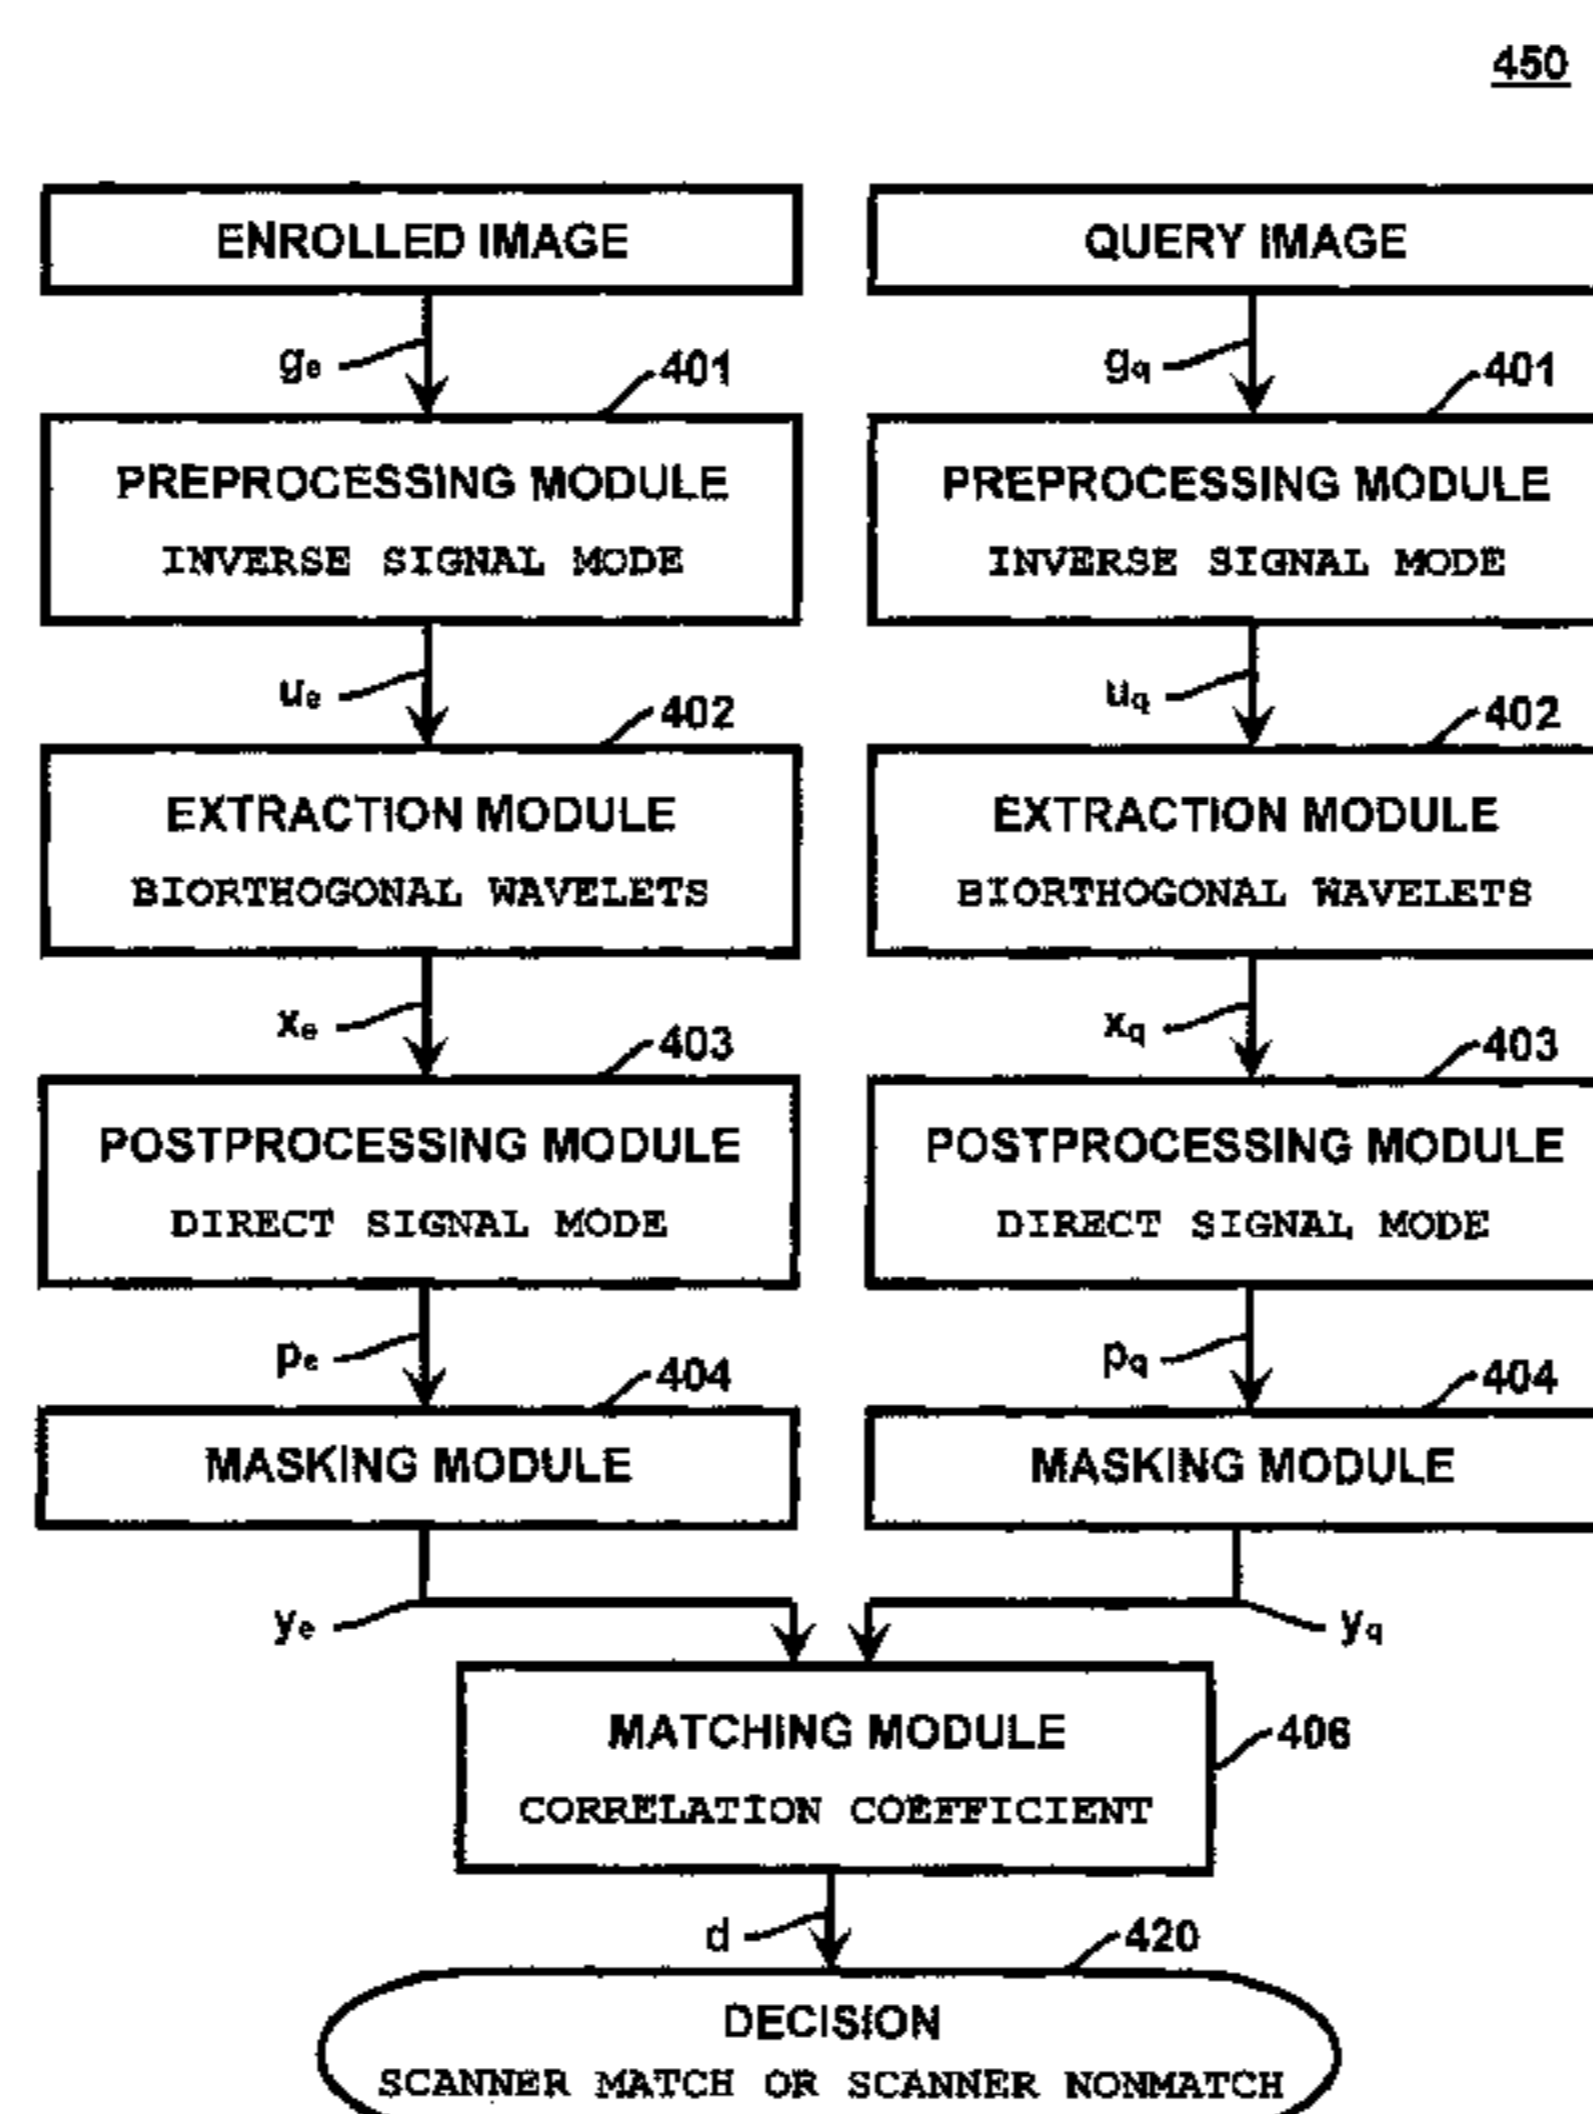 450
ENROLLED IMAGE QUERY IMAGE
ge 401 gq 401
PREPROCESSING MODULE PREPROCESSING MODULE
INVERSE SIGNAL MODE INVERSE SIGNAL MODE
ue 402 uq 402
EXTRACTION MODULE EXTRACTION MODULE
BIORTHOGONAL WAVELETS BIORTHOGONAL WAVELETS
xe 403 xq 403
POSTPROCESSING MODULE POSTPROCESSING MODULE
DIRECT SIGNAL MODE DIRECT SIGNAL MODE
pe 404 pq 404
MASKING MODULE MASKING MODULE
ye yq
MATCHING MODULE 406
CORRELATION COEFFICIENT
d 420
DECISION
SCANNER MATCH OR SCANNER NONMATCH